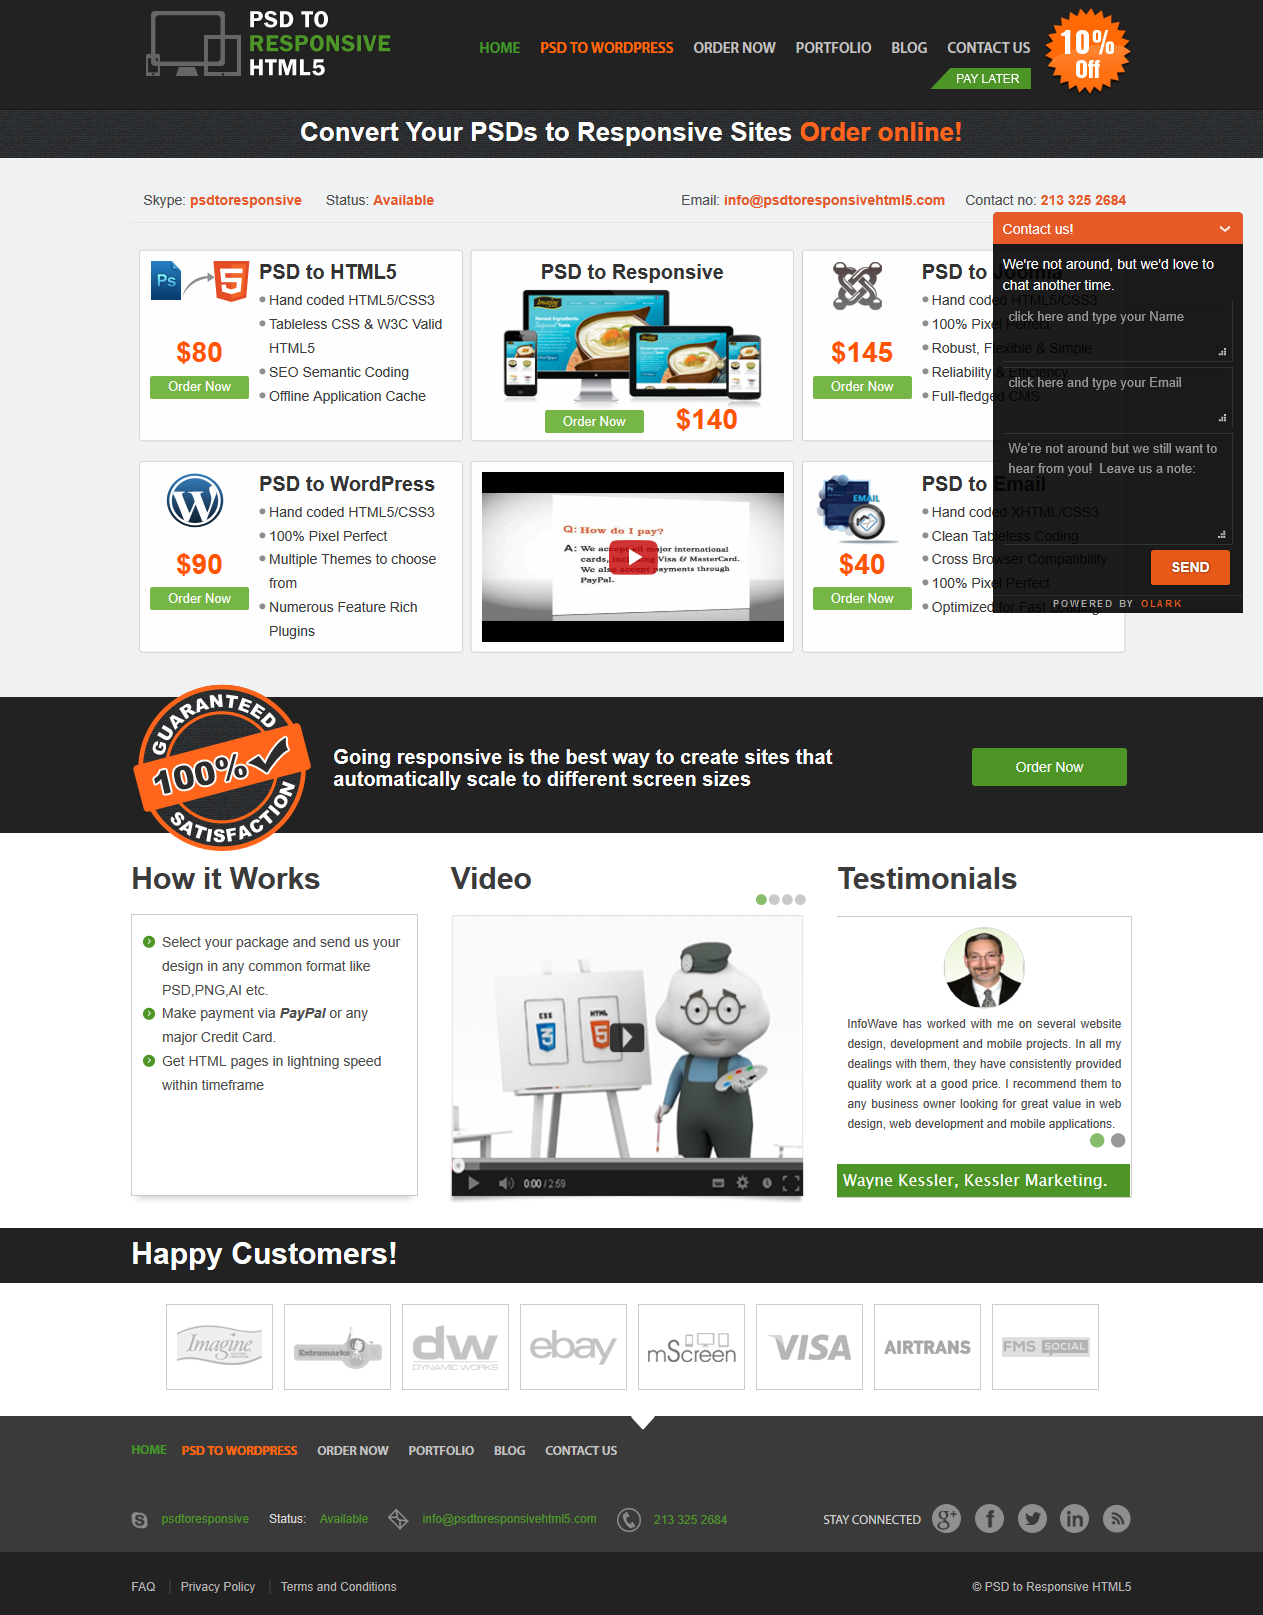 PSD TO
RESPONSIVE
HTML5
HOME PSD TO WORDPRESS ORDER NOW PORTFOLIO BLOG CONTACT US
PAY LATER
10%
Off
Convert Your PSDs to Responsive Sites Order online!
Skype: psdtoresponsive Status: Available Email: info@psdtoresponsivehtml5.com Contact no: 213 325 2684
Contact us!
We're not around, but we'd love to
chat another time.
click here and type your Name
click here and type your Email
We're not around but we still want to
hear from you! Leave us a note:
SEND
POWERED BY OLARK
Ps
5
PSD to HTML5
Hand coded HTML5/CSS3
Tableless CSS & W3C Valid
HTML5
SEO Semantic Coding
Offline Application Cache
$80
Order Now
PSD to Responsive
Imagine
Order Now
$140
PSD to Joomla
Hand coded HTML5/CSS3
100% Pixel Perfect
Robust, Flexible & Simple
Reliability & Efficiency
Full-fledged CMS
$145
Order Now
PSD to WordPress
Hand coded HTML5/CSS3
100% Pixel Perfect
Multiple Themes to choose
from
Numerous Feature Rich
Plugins
$90
Order Now
Q: How do I pay?
A: We accept all major international
cards, including Visa & MasterCard.
We also accept payments through
PayPal.
EMAIL
PSD to Email
Hand coded XHTML/CSS3
Clean Tableless Coding
Cross Browser Compatibility
100% Pixel Perfect
Optimized for Fast
$40
Order Now
GUARANTEED
100%
SATISFACTION
Going responsive is the best way to create sites that
automatically scale to different screen sizes
Order Now
How it Works
Select your package and send us your
design in any common format like
PSD,PNG,AI etc.
Make payment via PayPal or any
major Credit Card.
Get HTML pages in lightning speed
within timeframe
Video
CSS
3
HTML
5
0:00 / 2:59
Testimonials
InfoWave has worked with me on several website
design, development and mobile projects. In all my
dealings with them, they have consistently provided
quality work at a good price. I recommend them to
any business owner looking for great value in web
design, web development and mobile applications.
Wayne Kessler, Kessler Marketing.
Happy Customers!
Imagine
Extramarks
dw
DYNAMIC WORKS
ebay
mScreen
VISA
AIRTRANS
FMS SOCIAL
HOME PSD TO WORDPRESS ORDER NOW PORTFOLIO BLOG CONTACT US
psdtoresponsive Status: Available info@psdtoresponsivehtml5.com 213 325 2684 STAY CONNECTED
FAQ Privacy Policy Terms and Conditions © PSD to Responsive HTML5